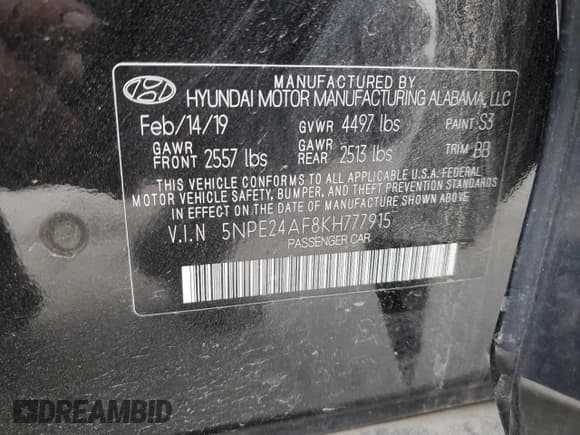 MANUFACTURED BY
HYUNDAI MOTOR MANUFACTURING ALABAMA, LLC
Feb/14/19 GVWR 4497 lbs PAINT S3
GAWR FRONT 2557 lbs GAWR REAR 2513 lbs TRIM BB
THIS VEHICLE CONFORMS TO ALL APPLICABLE U.S.A. FEDERAL
MOTOR VEHICLE SAFETY, BUMPER, AND THEFT PREVENTION STANDARDS
IN EFFECT ON THE DATE OF MANUFACTURE SHOWN ABOVE.
V.I.N 5NPE24AF8KH777915
PASSENGER CAR
DREAMBID